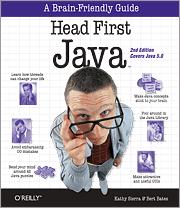 A Brain-Friendly Guide
Head First
Java
2nd Edition
Covers Java 5.0
Learn how threads
can change your life
Make Java concepts
stick to your brain
Fool around in
the Java Library
Avoid embarassing
OO mistakes
Bend your mind
around 42
Java puzzles
Make attractive
and useful GUIs
O'REILLY®
Kathy Sierra & Bert Bates